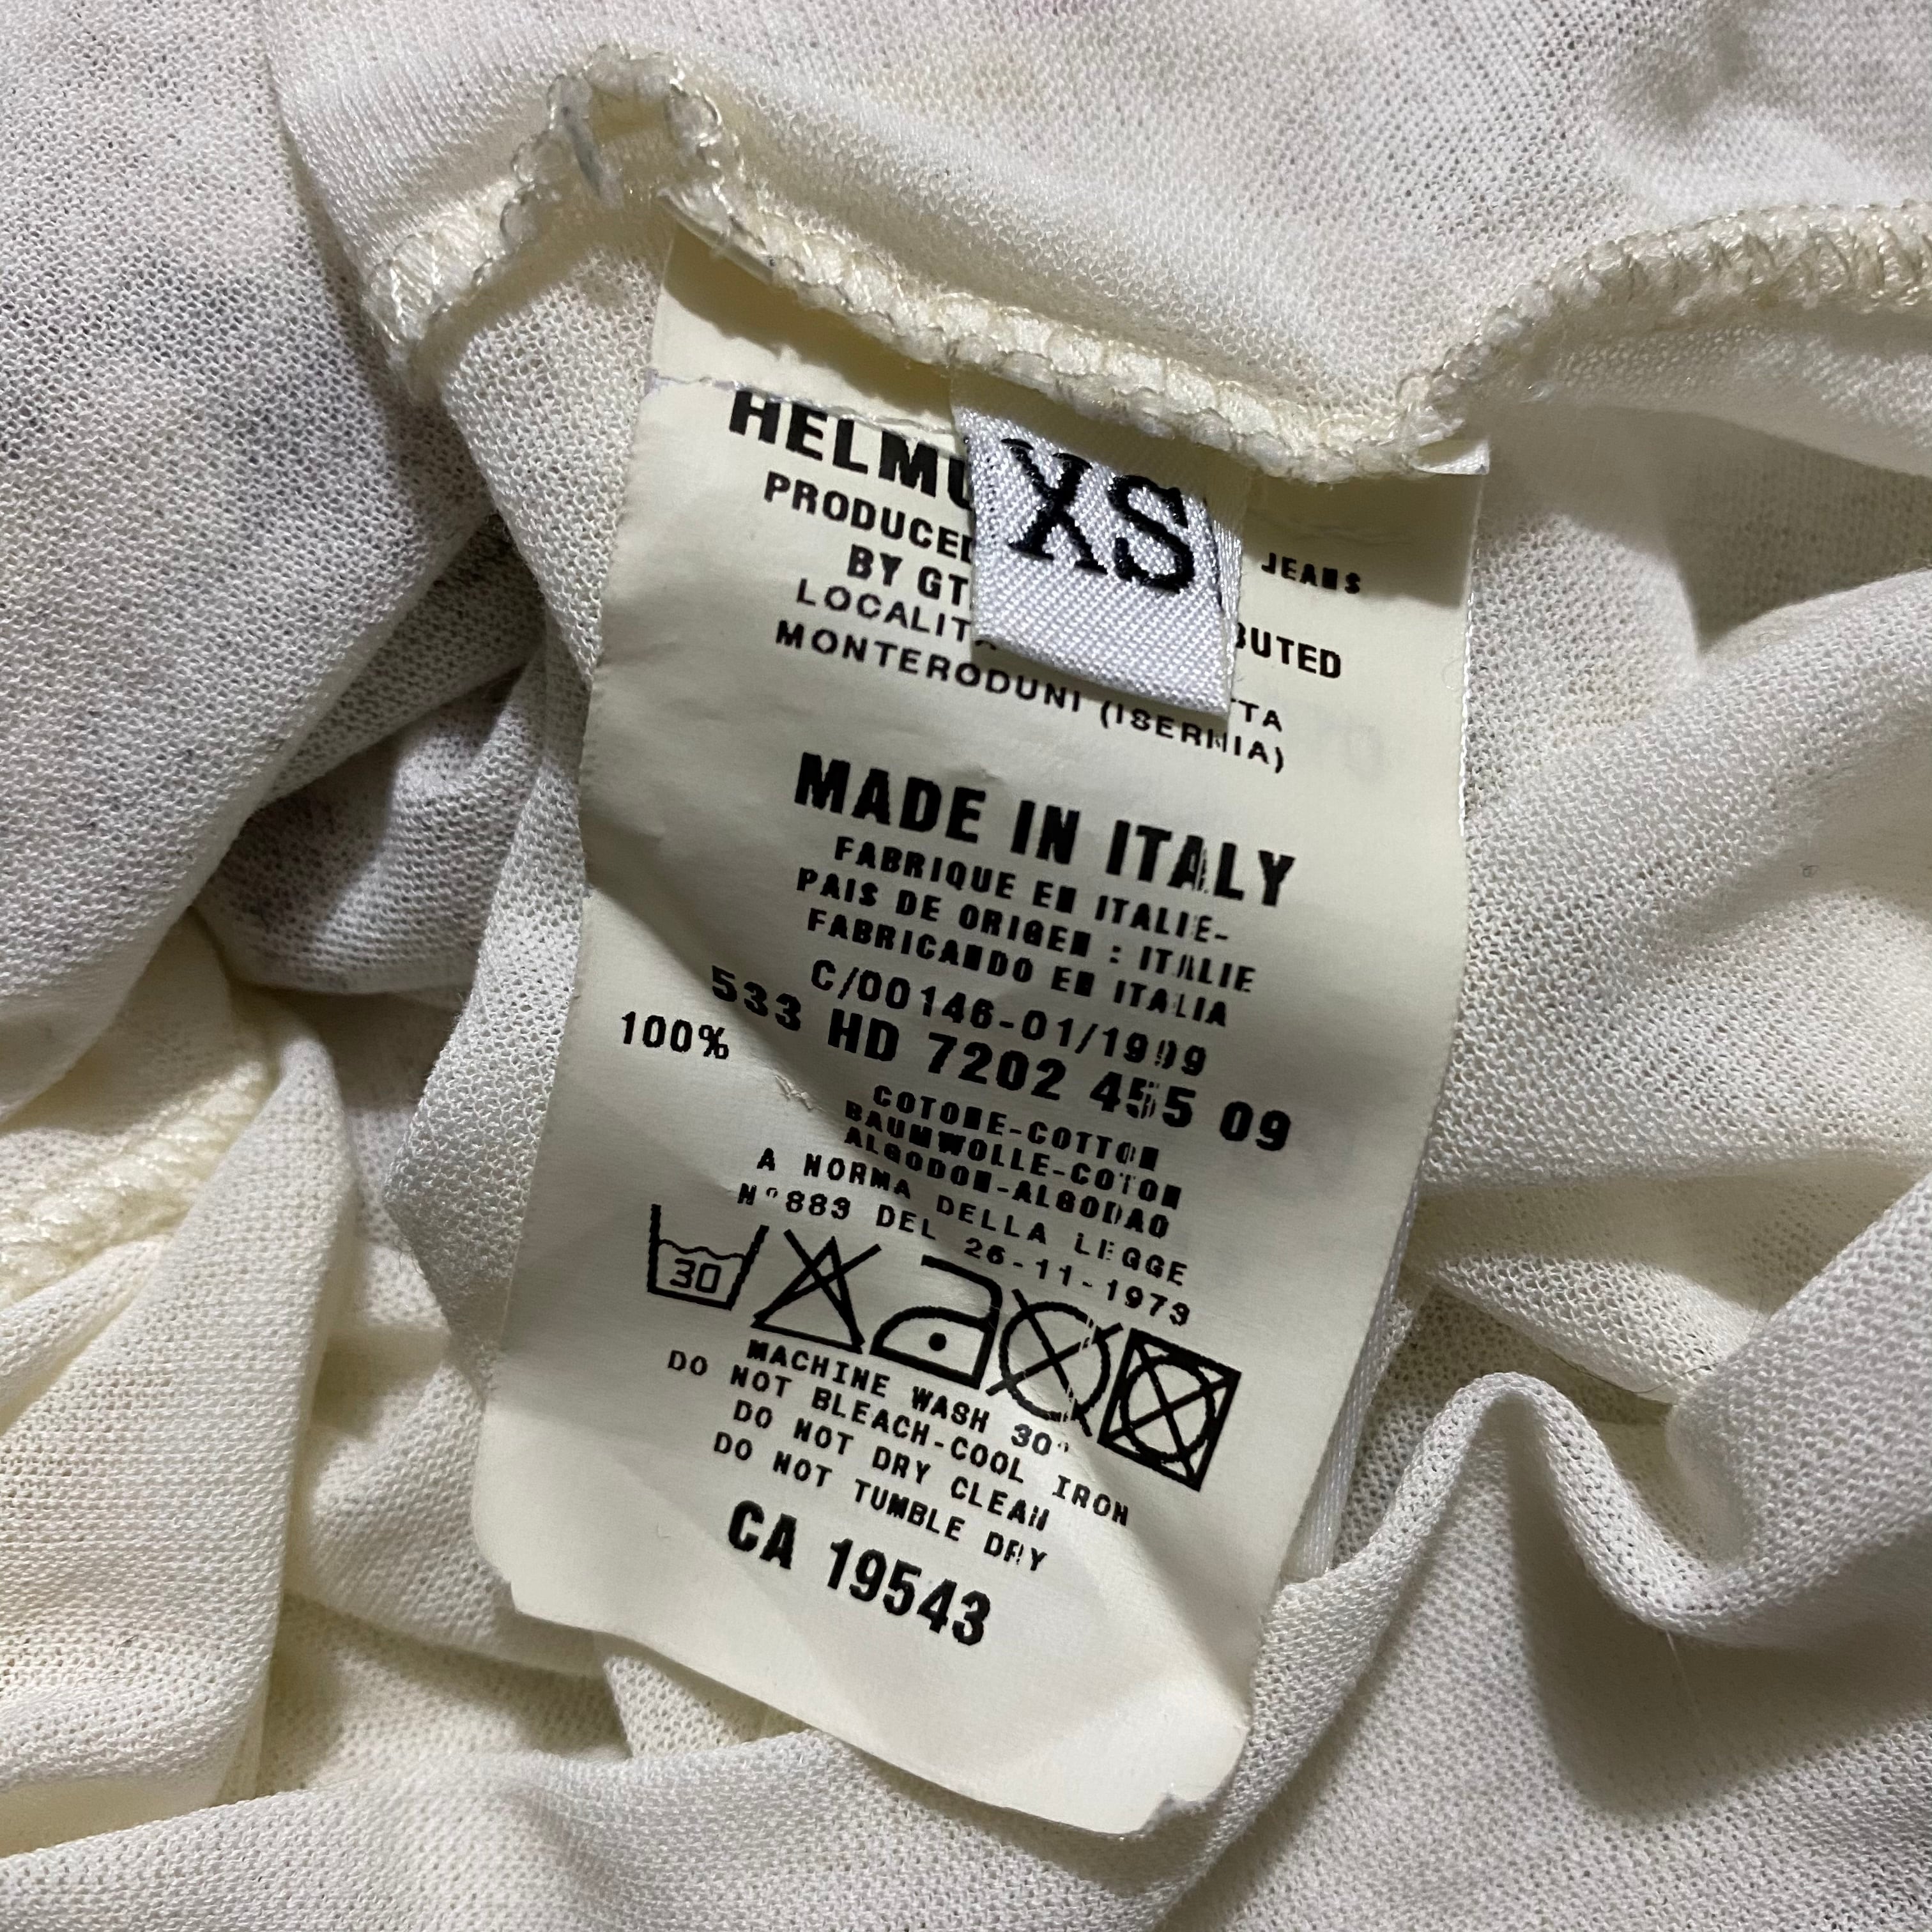 HELMU JEANS
XS
PRODUCED BUTED
BY GT
LOCALIT TTA
MONTERODUNI (ISERNIA)
MADE IN ITALY
FABRIQUE EN ITALIE-
PAIS DE ORIGEN : ITALIE
FABRICANDO EN ITALIA
C/00146-01/1999
533 HD 7202 455 09
100%
COTONE-COTTON
BAUMWOLLE-COTON
ALGODON-ALGODAO
A NORMA DELLA LEGGE
N°883 DEL 26-11-1973
30
MACHINE WASH 30°
DO NOT BLEACH-COOL IRON
DO NOT DRY CLEAN
DO NOT TUMBLE DRY
CA 19543